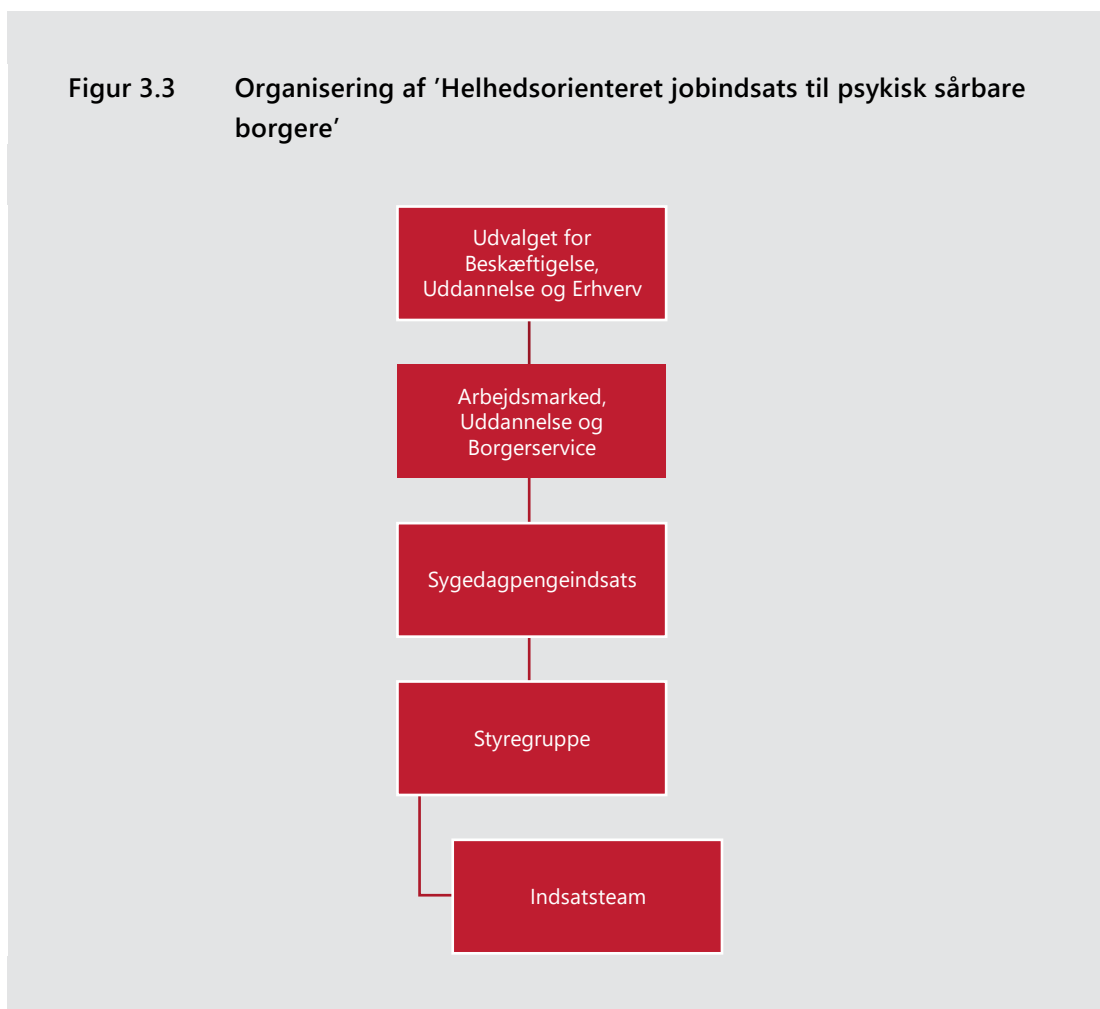 Figur 3.3 Organisering af ’Helhedsorienteret jobindsats til psykisk sårbare
borgere’
Udvalget for
Beskæftigelse,
Uddannelse og Erhverv
Arbejdsmarked,
Uddannelse og
Borgerservice
Sygedagpengeindsats
Styregruppe
Indsatsteam